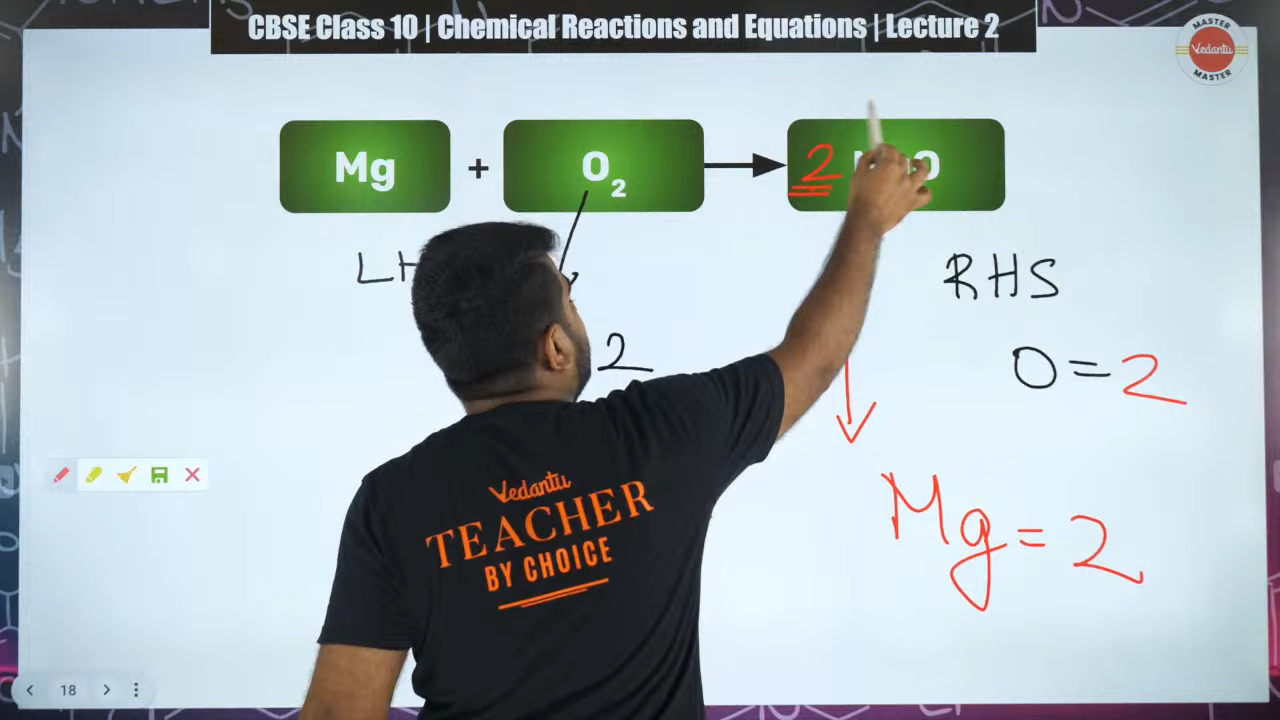 CBSE Class 10 | Chemical Reactions and Equations | Lecture 2
MASTER
Vedantu
MASTER
Mg + O2 → 2 O
LH
RHS
2
O = 2
Mg = 2
Vedantu
TEACHER
BY CHOICE
18